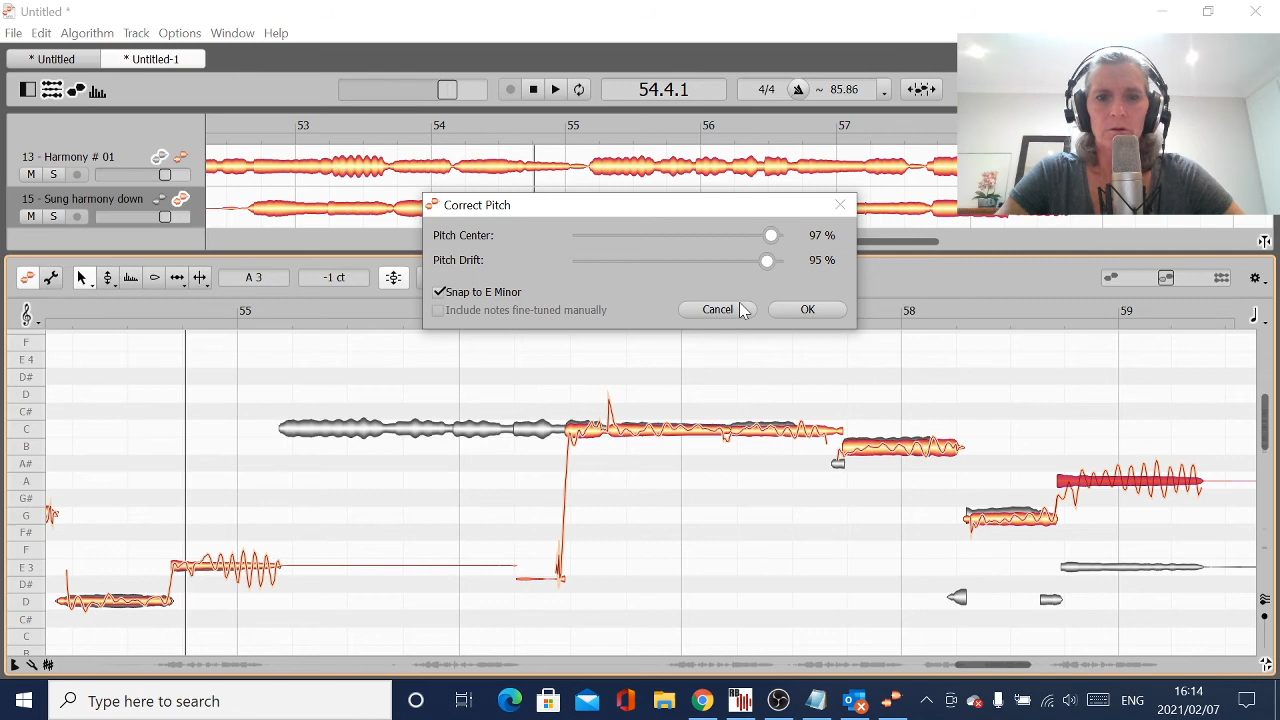 Untitled *
File Edit Algorithm Track Options Window Help
* Untitled * Untitled-1
54.4.1 4/4 ~ 85.86
53 54 55 56 57
13 - Harmony # 01
M S
15 - Sung harmony down
M S
Correct Pitch
Pitch Center: 97 %
Pitch Drift: 95 %
Snap to E Minor
Include notes fine-tuned manually
Cancel OK
A 3 -1 ct
55 58 59
F
E 4
D#
D
C#
C
B
A#
A
G#
G
F#
F
E 3
D#
D
C#
C
B
Type here to search
RB
ENG
16:14
2021/02/07